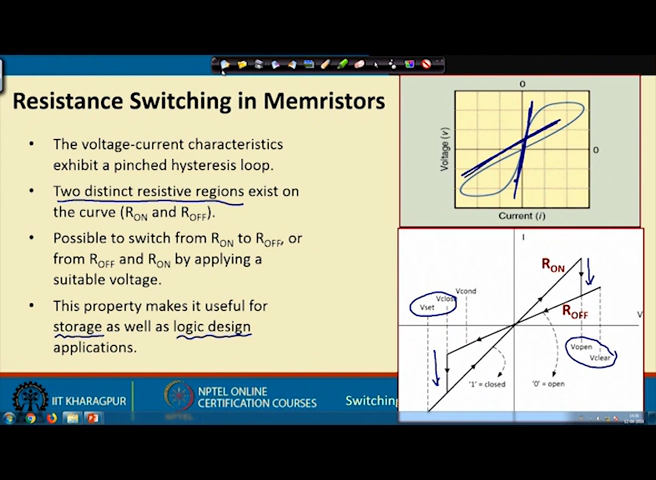 Resistance Switching in Memristors
• The voltage-current characteristics
exhibit a pinched hysteresis loop.
• Two distinct resistive regions exist on
the curve (RON and ROFF).
• Possible to switch from RON to ROFF, or
from ROFF and RON by applying a
suitable voltage.
• This property makes it useful for
storage as well as logic design
applications.
0
Voltage (v)
0
Current (i)
I
RON
Vcond
Vclose
Vset
ROFF
V
Vopen
Vclear
'1' = closed
'0' = open
IIT KHARAGPUR
NPTEL ONLINE
CERTIFICATION COURSES
Switching